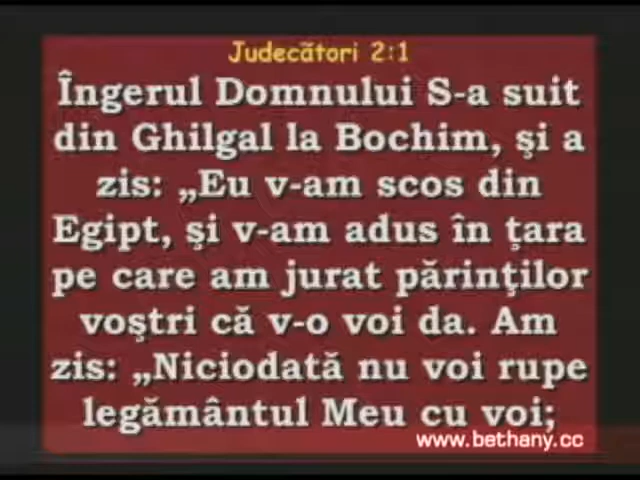 Judecători 2:1
Îngerul Domnului S-a suit
din Ghilgal la Bochim, şi a
zis: „Eu v-am scos din
Egipt, şi v-am adus în ţara
pe care am jurat părinţilor
voştri că v-o voi da. Am
zis: „Niciodată nu voi rupe
legământul Meu cu voi;
www.bethany.cc